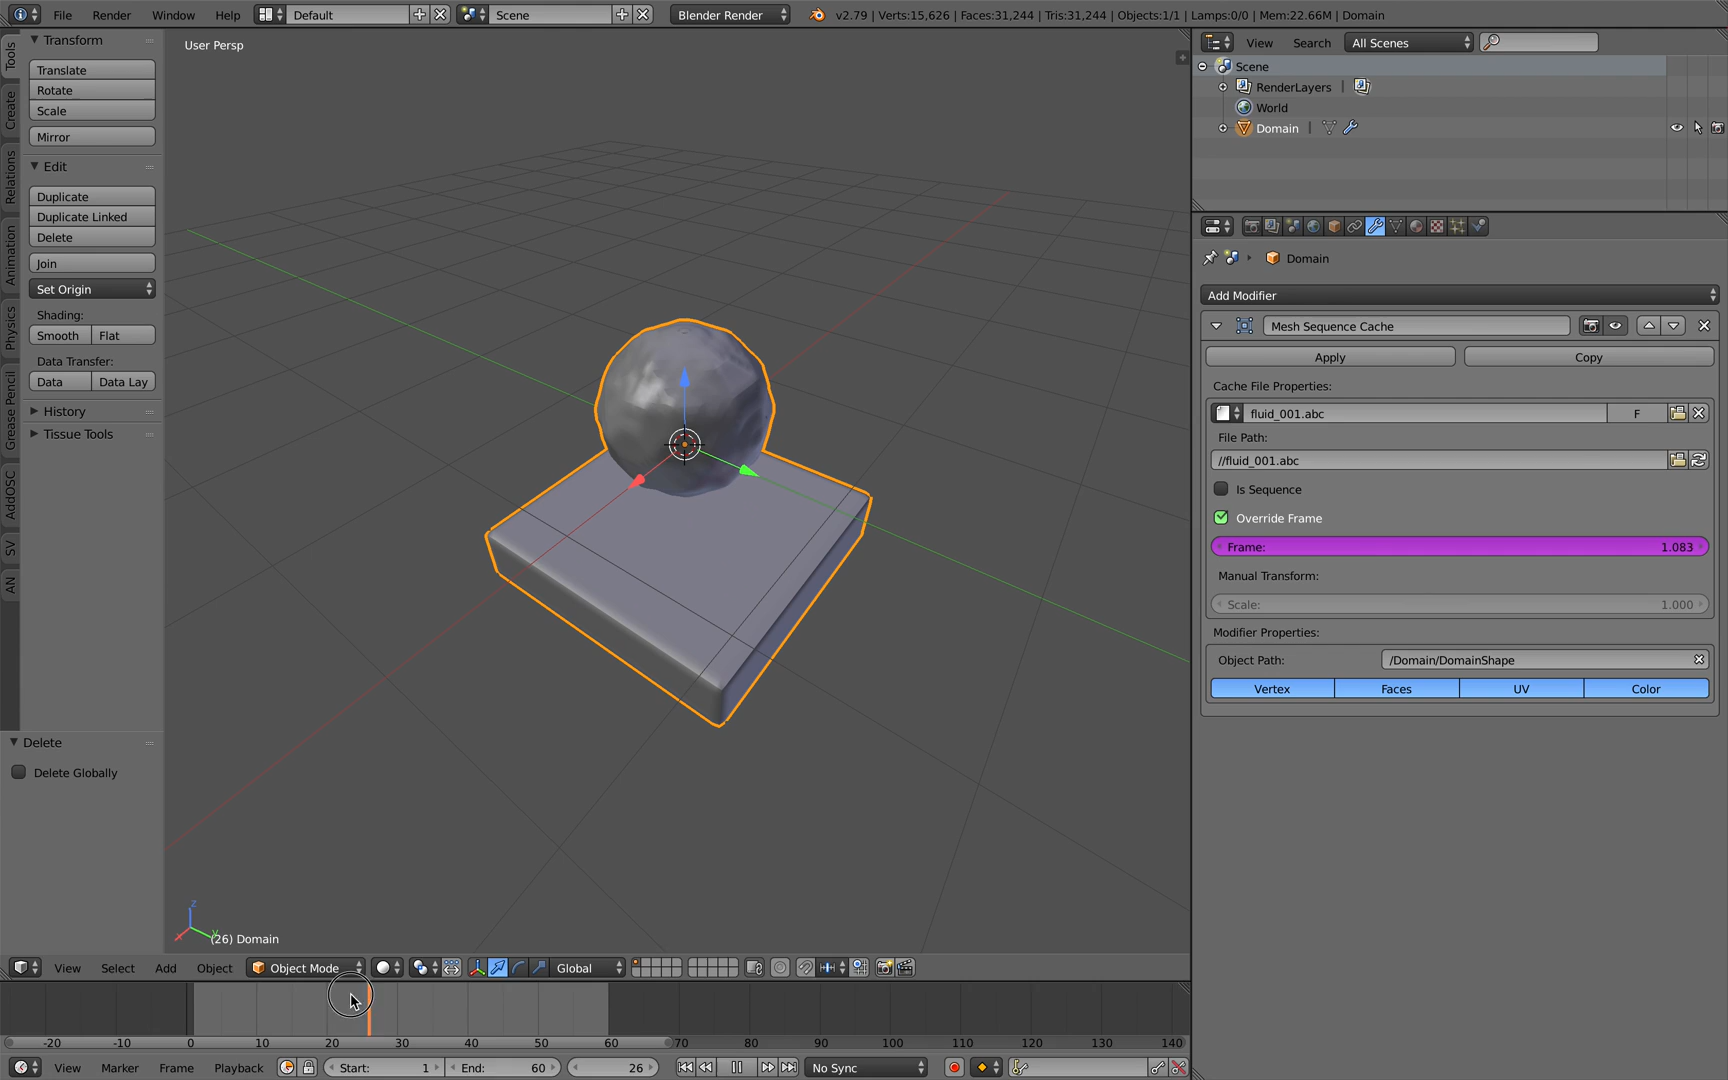 File Render Window Help Default Scene Blender Render v2.79 | Verts:15,626 | Faces:31,244 | Tris:31,244 | Objects:1/1 | Lamps:0/0 | Mem:22.66M | Domain
Tools
Create
Relations
Animation
Physics
Grease Pencil
AddOSC
SV
AN
Transform
Translate
Rotate
Scale
Mirror
Edit
Duplicate
Duplicate Linked
Delete
Join
Set Origin
Shading:
Smooth Flat
Data Transfer:
Data Data Lay
History
Tissue Tools
Delete
Delete Globally
User Persp
z
y
(26) Domain
View Select Add Object Object Mode Global
-20 -10 0 10 20 30 40 50 60 70 80 90 100 110 120 130 140
View Marker Frame Playback Start: 1 End: 60 26 No Sync
View Search All Scenes
Scene
RenderLayers
World
Domain
Domain
Add Modifier
Mesh Sequence Cache
Apply Copy
Cache File Properties:
fluid_001.abc F
File Path:
//fluid_001.abc
Is Sequence
Override Frame
Frame: 1.083
Manual Transform:
Scale: 1.000
Modifier Properties:
Object Path: /Domain/DomainShape
Vertex Faces UV Color